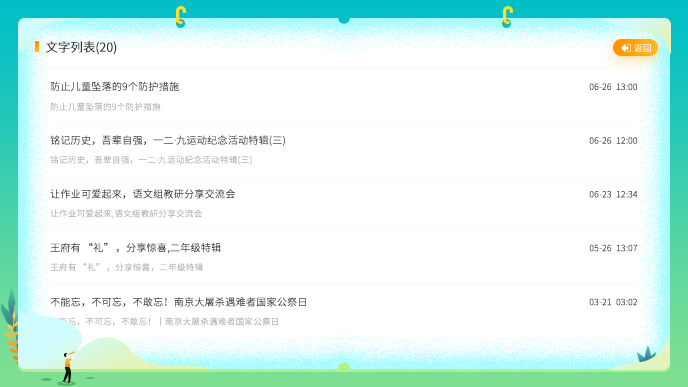 文字列表(20)
返回
防止儿童坠落的9个防护措施
06-26 13:00
防止儿童坠落的9个防护措施
铭记历史，吾辈自强，一二·九运动纪念活动特辑(三)
06-26 12:00
铭记历史，吾辈自强，一二·九运动纪念活动特辑(三)
让作业可爱起来，语文组教研分享交流会
06-23 12:34
让作业可爱起来,语文组教研分享交流会
王府有 “礼” ，分享惊喜,二年级特辑
05-26 13:07
王府有 “礼” ，分享惊喜，二年级特辑
不能忘，不可忘，不敢忘！南京大屠杀遇难者国家公祭日
03-21 03:02
不能忘，不可忘，不敢忘！｜南京大屠杀遇难者国家公祭日